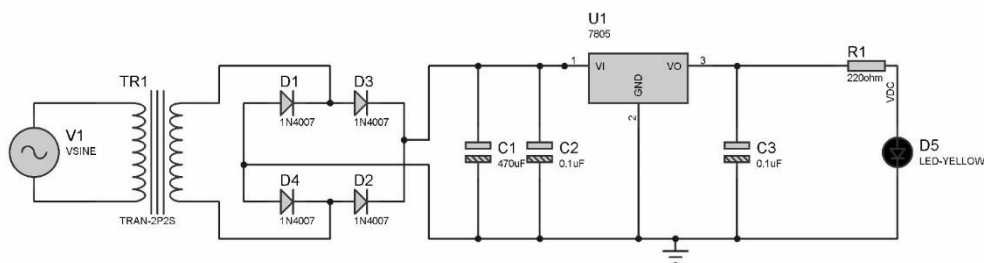 U1
7805
1
VI
VO
3
GND
2
R1
220ohm
VDC
TR1
TRAN-2P2S
V1
VSINE
D1
1N4007
D3
1N4007
D4
1N4007
D2
1N4007
C1
470uF
C2
0.1uF
C3
0.1uF
D5
LED-YELLOW